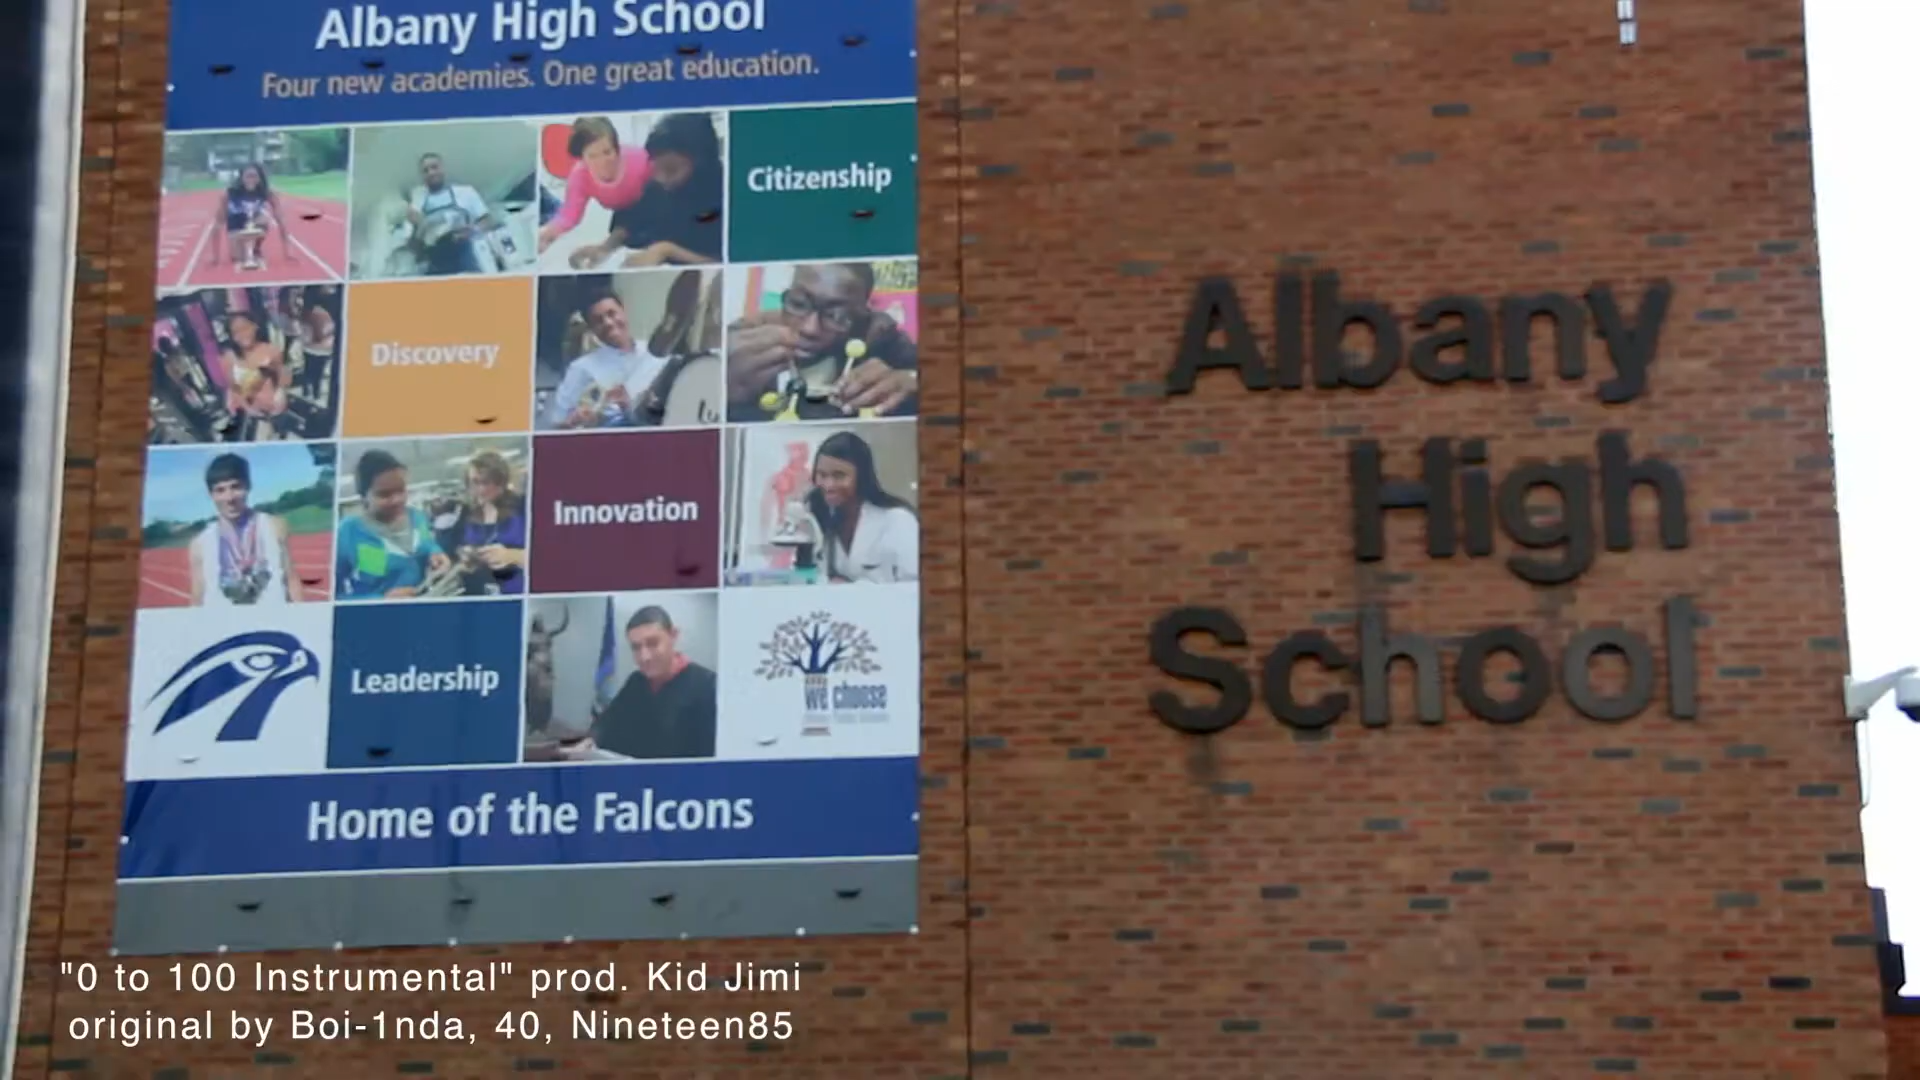 Albany High School
Four new academies. One great education.
Citizenship
Discovery
Innovation
Leadership
we choose
Home of the Falcons
Albany
High
School
"0 to 100 Instrumental" prod. Kid Jimi
original by Boi-1nda, 40, Nineteen85